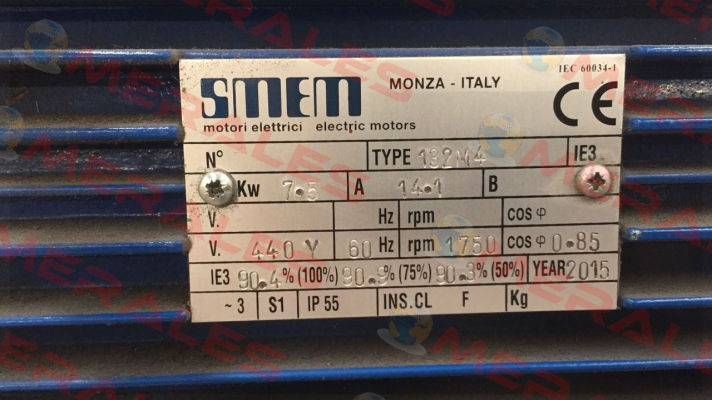 SMEM MONZA - ITALY IEC 60034-1
motori elettrici electric motors CE
N° TYPE 132M4 IE3
Kw 7.5 A 14.1 B
V. Hz rpm cos φ
V. 440 Y 60 Hz rpm 1750 cos φ 0.85
IE3 90.4% (100%) 90.9% (75%) 90.3% (50%) YEAR 2015
~3 S1 IP 55 INS.CL F Kg
MERALES